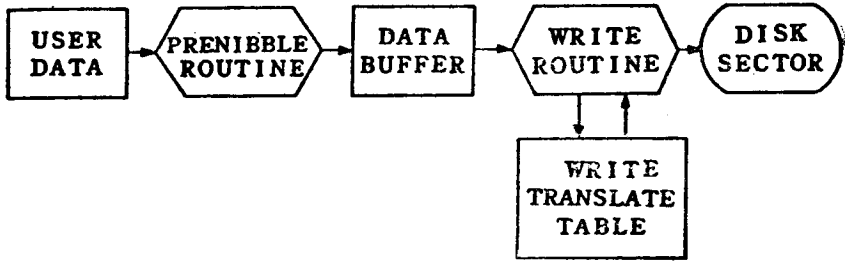 USER
DATA
PRENIBBLE
ROUTINE
DATA
BUFFER
WRITE
ROUTINE
DISK
SECTOR
WRITE
TRANSLATE
TABLE